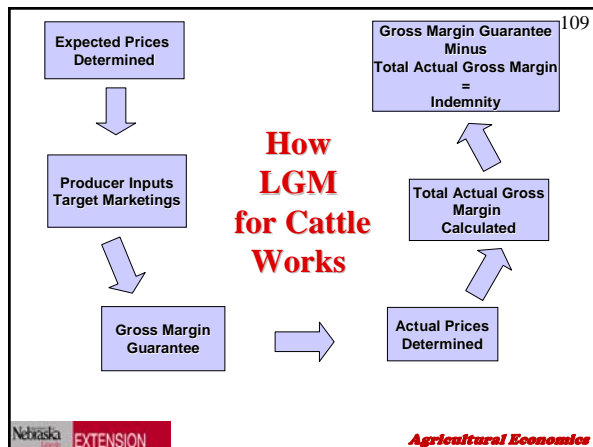 109
Expected Prices
Determined
Producer Inputs
Target Marketings
Gross Margin
Guarantee
How
LGM
for Cattle
Works
Actual Prices
Determined
Total Actual Gross
Margin
Calculated
Gross Margin Guarantee
Minus
Total Actual Gross Margin
=
Indemnity
Nebraska
Lincoln
EXTENSION
Agricultural Economics